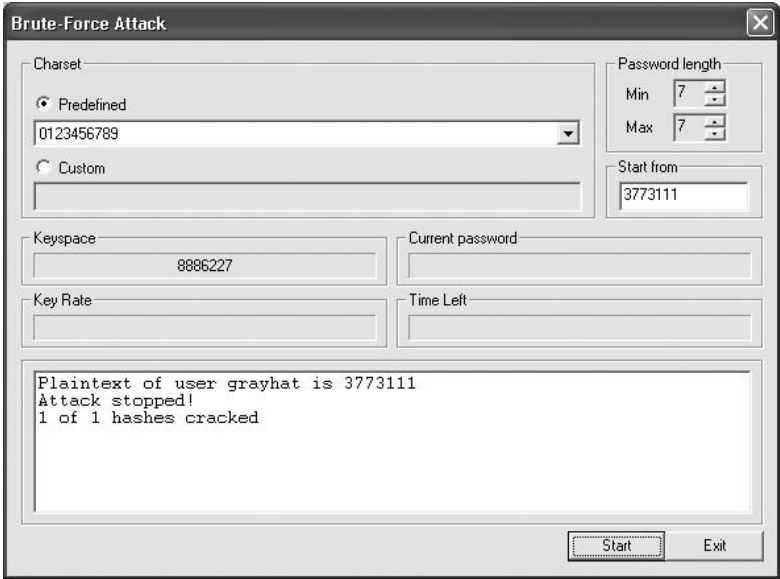 Brute-Force Attack
Charset
Predefined
0123456789
Custom
Password length
Min 7
Max 7
Start from
3773111
Keyspace
8886227
Current password
Key Rate
Time Left
Plaintext of user grayhat is 3773111
Attack stopped!
1 of 1 hashes cracked
Start
Exit